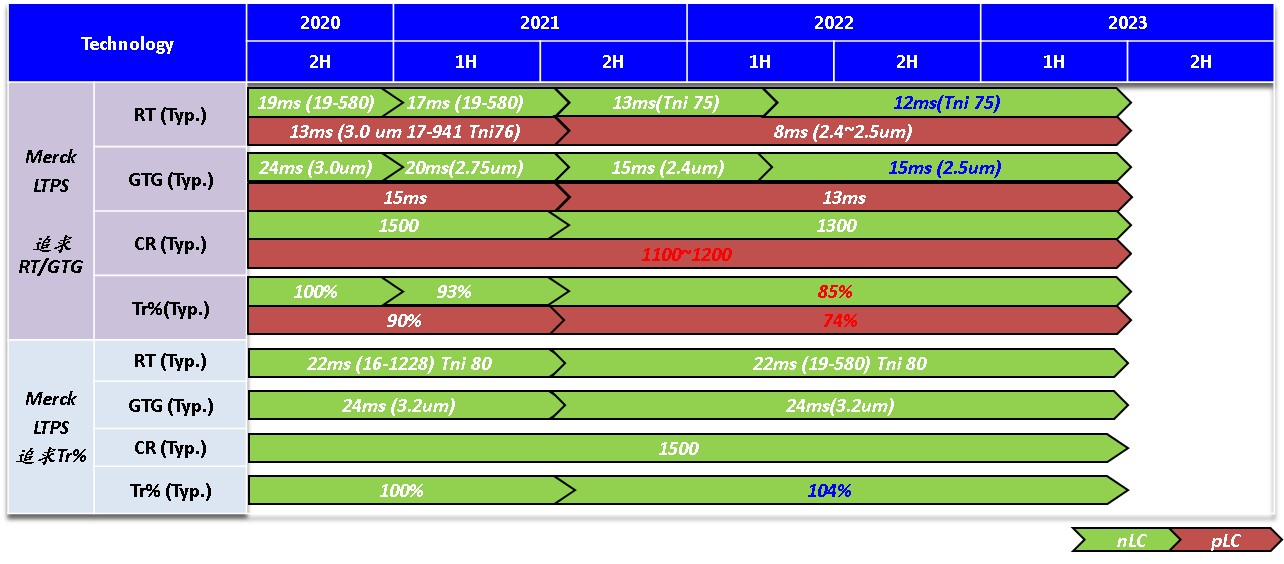 Technology
2020
2021
2022
2023
2H
1H
2H
1H
2H
1H
2H
Merck
LTPS
追求
RT/GTG
RT (Typ.)
19ms (19-580)
17ms (19-580)
13ms(Tni 75)
12ms(Tni 75)
13ms (3.0 um 17-941 Tni76)
8ms (2.4~2.5um)
GTG (Typ.)
24ms (3.0um)
20ms(2.75um)
15ms (2.4um)
15ms (2.5um)
15ms
13ms
CR (Typ.)
1500
1300
1100~1200
Tr%(Typ.)
100%
93%
85%
90%
74%
Merck
LTPS
追求Tr%
RT (Typ.)
22ms (16-1228) Tni 80
22ms (19-580) Tni 80
GTG (Typ.)
24ms (3.2um)
24ms(3.2um)
CR (Typ.)
1500
Tr% (Typ.)
100%
104%
nLC
pLC